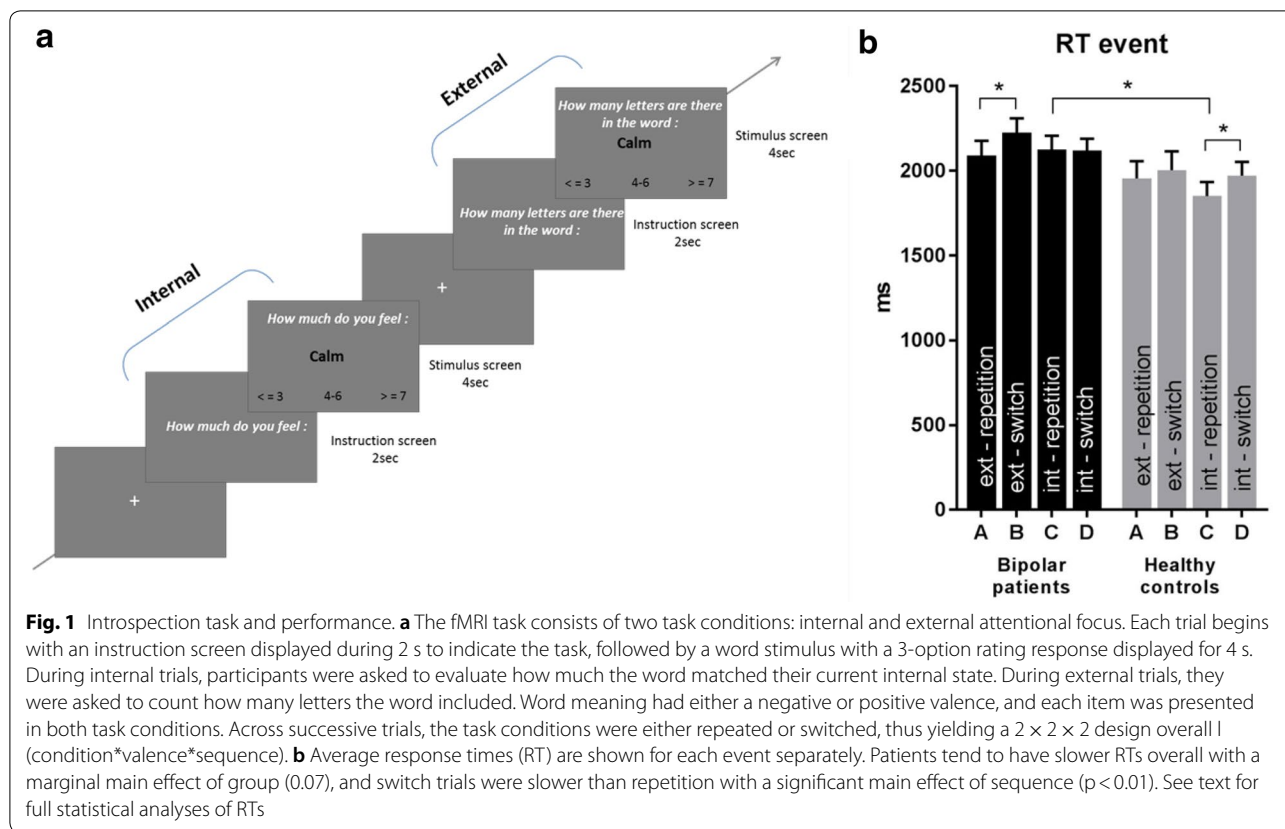 a
Internal
External
How many letters are there
in the word :
Calm
< = 3 4-6 > = 7
Stimulus screen
4sec
How many letters are there
in the word :
Instruction screen
2sec
+
How much do you feel :
Calm
< = 3 4-6 > = 7
Stimulus screen
4sec
How much do you feel :
Instruction screen
2sec
+
b
RT event
ms
2500
2000
1500
1000
500
0
*
*
*
ext - repetition
ext - switch
int - repetition
int - switch
ext - repetition
ext - switch
int - repetition
int - switch
A B C D A B C D
Bipolar
patients
Healthy
controls
Fig. 1 Introspection task and performance. a The fMRI task consists of two task conditions: internal and external attentional focus. Each trial begins
with an instruction screen displayed during 2 s to indicate the task, followed by a word stimulus with a 3-option rating response displayed for 4 s.
During internal trials, participants were asked to evaluate how much the word matched their current internal state. During external trials, they
were asked to count how many letters the word included. Word meaning had either a negative or positive valence, and each item was presented
in both task conditions. Across successive trials, the task conditions were either repeated or switched, thus yielding a 2 × 2 × 2 design overall l
(condition*valence*sequence). b Average response times (RT) are shown for each event separately. Patients tend to have slower RTs overall with a
marginal main effect of group (0.07), and switch trials were slower than repetition with a significant main effect of sequence (p < 0.01). See text for
full statistical analyses of RTs